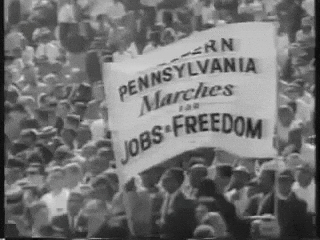 PENNSYLVANIA
Marches
FOR
JOBS & FREEDOM